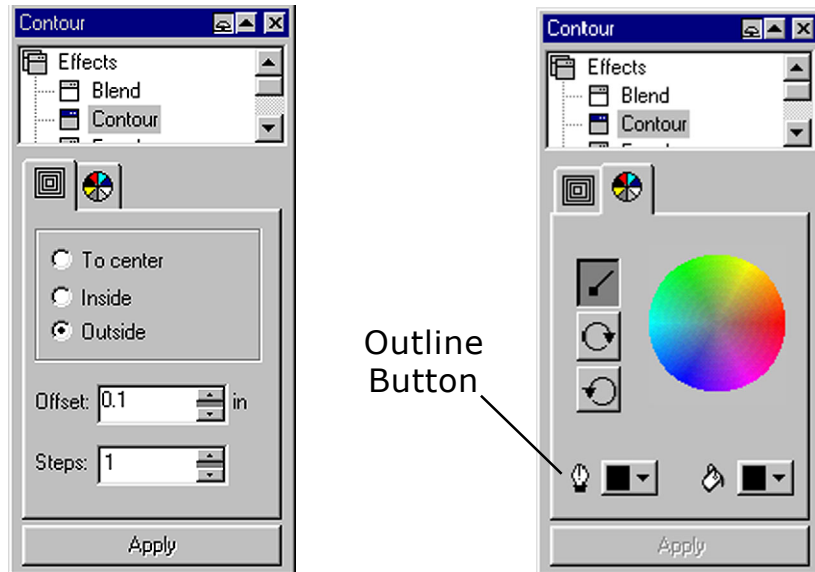 Contour
Effects
Blend
Contour
To center
Inside
Outside
Offset: 0.1 in
Steps: 1
Apply
Outline
Button
Contour
Effects
Blend
Contour
Apply